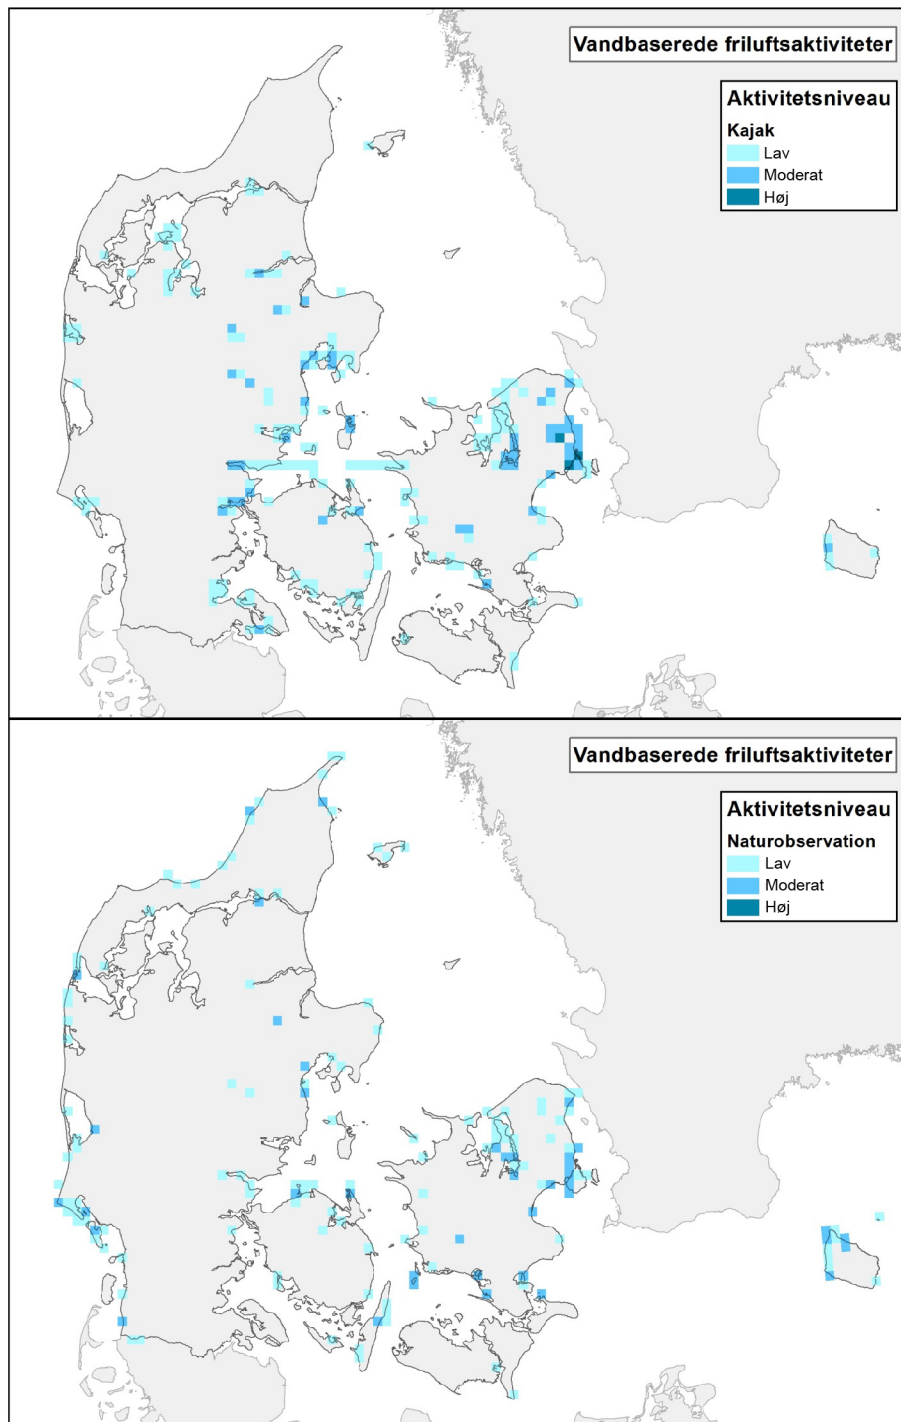 Vandbaserede friluftsaktiviteter
Aktivitetsniveau
Kajak
Lav
Moderat
Høj
Vandbaserede friluftsaktiviteter
Aktivitetsniveau
Naturobservation
Lav
Moderat
Høj